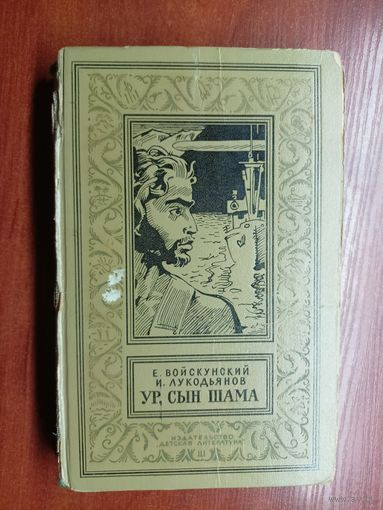 Е. ВОЙСКУНСКИЙ
И. ЛУКОДЬЯНОВ
УР, СЫН ШАМА
ИЗДАТЕЛЬСТВО
„ДЕТСКАЯ ЛИТЕРАТУРА“